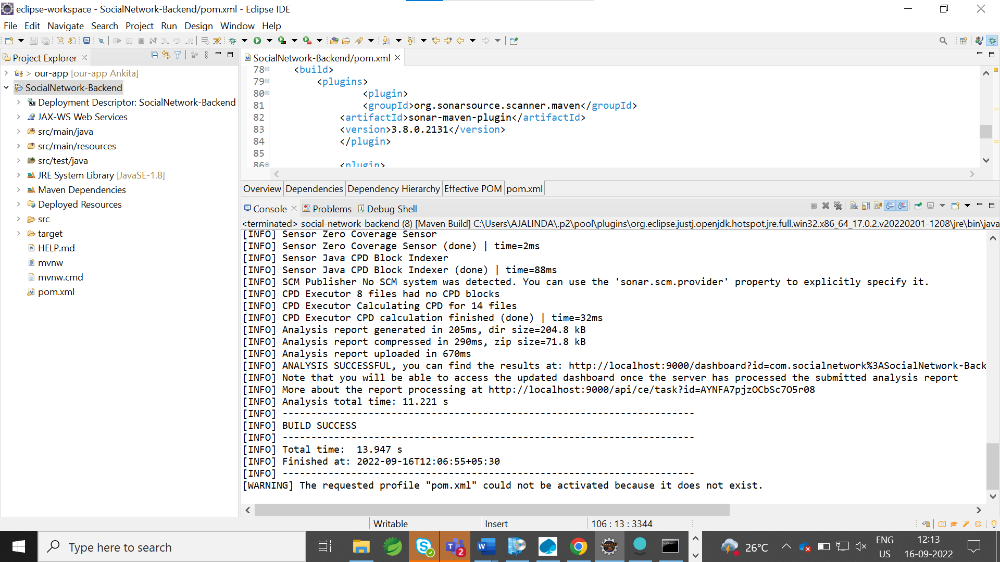 eclipse-workspace - SocialNetwork-Backend/pom.xml - Eclipse IDE
File Edit Navigate Search Project Run Design Window Help
Project Explorer
> our-app [our-app Ankita]
SocialNetwork-Backend
Deployment Descriptor: SocialNetwork-Backend
JAX-WS Web Services
src/main/java
src/main/resources
src/test/java
JRE System Library [JavaSE-1.8]
Maven Dependencies
Deployed Resources
src
target
HELP.md
mvnw
mvnw.cmd
pom.xml
SocialNetwork-Backend/pom.xml
78 <build>
79 <plugins>
80 <plugin>
81 <groupId>org.sonarsource.scanner.maven</groupId>
82 <artifactId>sonar-maven-plugin</artifactId>
83 <version>3.8.0.2131</version>
84 </plugin>
85
86 <plugin>
Overview Dependencies Dependency Hierarchy Effective POM pom.xml
Console Problems Debug Shell
<terminated> social-network-backend (8) [Maven Build] C:\Users\AJALINDA\.p2\pool\plugins\org.eclipse.justj.openjdk.hotspot.jre.full.win32.x86_64_17.0.2.v20220201-1208\jre\bin\java
[INFO] Sensor Zero Coverage Sensor
[INFO] Sensor Zero Coverage Sensor (done) | time=2ms
[INFO] Sensor Java CPD Block Indexer
[INFO] Sensor Java CPD Block Indexer (done) | time=88ms
[INFO] SCM Publisher No SCM system was detected. You can use the 'sonar.scm.provider' property to explicitly specify it.
[INFO] CPD Executor 8 files had no CPD blocks
[INFO] CPD Executor Calculating CPD for 14 files
[INFO] CPD Executor CPD calculation finished (done) | time=32ms
[INFO] Analysis report generated in 205ms, dir size=204.8 kB
[INFO] Analysis report compressed in 290ms, zip size=71.8 kB
[INFO] Analysis report uploaded in 670ms
[INFO] ANALYSIS SUCCESSFUL, you can find the results at: http://localhost:9000/dashboard?id=com.socialnetwork%3ASocialNetwork-Back
[INFO] Note that you will be able to access the updated dashboard once the server has processed the submitted analysis report
[INFO] More about the report processing at http://localhost:9000/api/ce/task?id=AYNFA7pjzOCbSc7O5r08
[INFO] Analysis total time: 11.221 s
[INFO] ------------------------------------------------------------------------
[INFO] BUILD SUCCESS
[INFO] ------------------------------------------------------------------------
[INFO] Total time:  13.947 s
[INFO] Finished at: 2022-09-16T12:06:55+05:30
[INFO] ------------------------------------------------------------------------
[WARNING] The requested profile "pom.xml" could not be activated because it does not exist.
Writable Insert 106 : 13 : 3344
Type here to search
2
26°C
ENG
US
12:13
16-09-2022